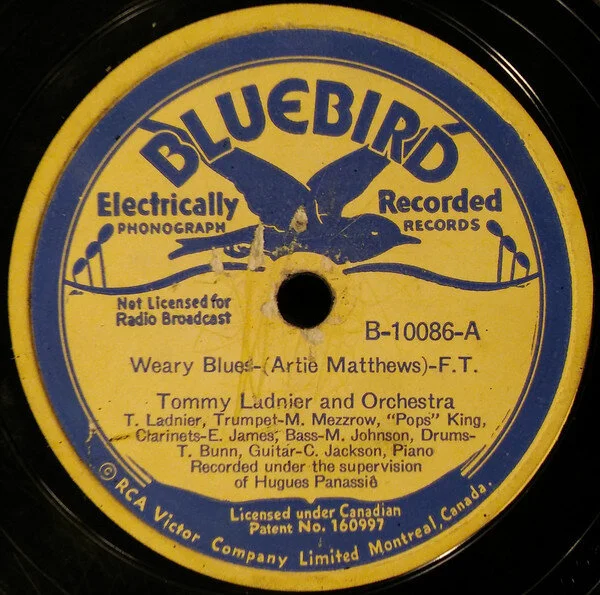 BLUEBIRD
Electrically Recorded
PHONOGRAPH RECORDS
Not Licensed for
Radio Broadcast
B-10086-A
Weary Blues-(Artie Matthews)-F.T.
Tommy Ladnier and Orchestra
T. Ladnier, Trumpet-M. Mezzrow, "Pops" King,
Clarinets-E. James, Bass-M. Johnson, Drums-
T. Bunn, Guitar-C. Jackson, Piano
Recorded under the supervision
of Hugues Panassiê
Licensed under Canadian
Patent No. 160997
© RCA Victor Company Limited Montreal, Canada.